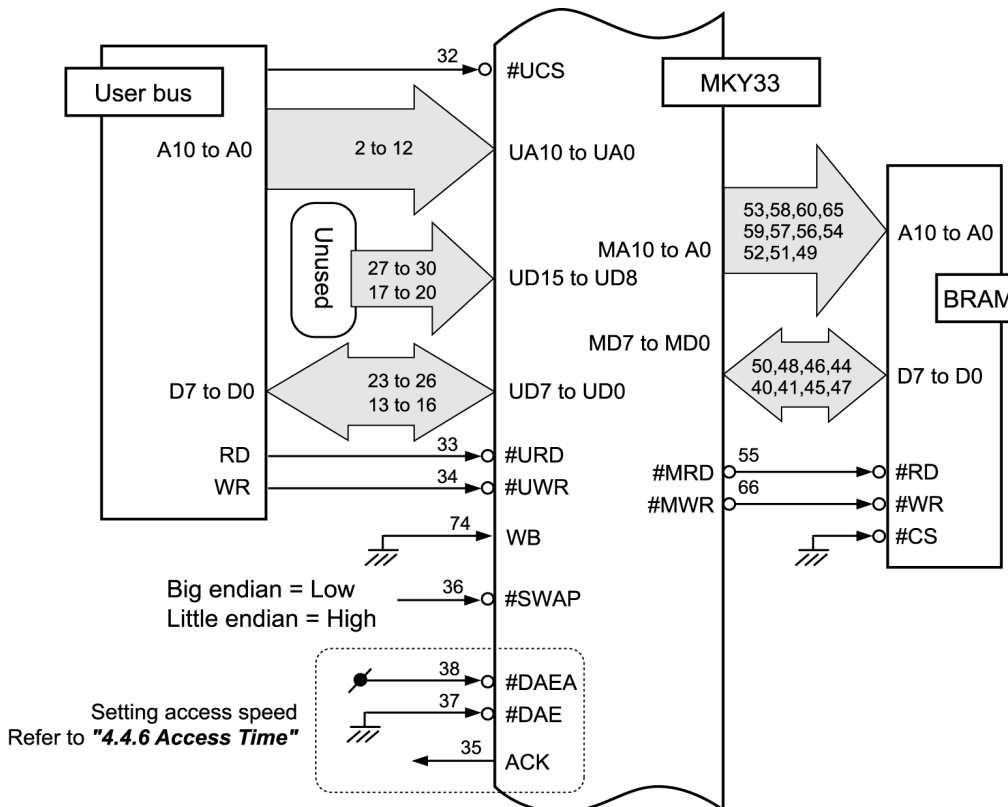 32
#UCS
User bus
MKY33
A10 to A0
2 to 12
UA10 to UA0
53,58,60,65
59,57,56,54
52,51,49
MA10 to A0
A10 to A0
Unused
27 to 30
17 to 20
UD15 to UD8
BRAM
MD7 to MD0
50,48,46,44
40,41,45,47
D7 to D0
D7 to D0
23 to 26
13 to 16
UD7 to UD0
RD
33
#URD
#MRD
55
#RD
WR
34
#UWR
#MWR
66
#WR
74
WB
#CS
Big endian = Low
Little endian = High
36
#SWAP
38
#DAEA
Setting access speed
Refer to "4.4.6 Access Time"
37
#DAE
35
ACK